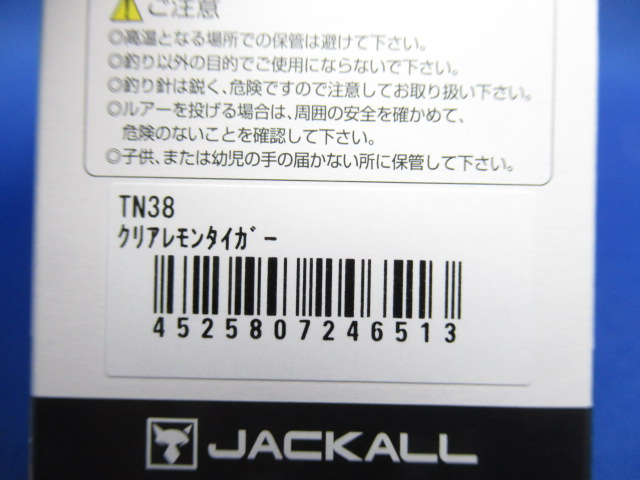 ご注意
◎高温となる場所での保管は避けて下さい。
◎釣り以外の目的でご使用にならないで下さい。
◎釣り針は鋭く、危険ですので注意してお取り扱い下さい。
◎ルアーを投げる場合は、周囲の安全を確かめて、
危険のないことを確認して下さい。
◎子供、または幼児の手の届かない所に保管して下さい。
TN38
ｸﾘｱﾚﾓﾝﾀｲｶﾞｰ
4525807246513
JACKALL